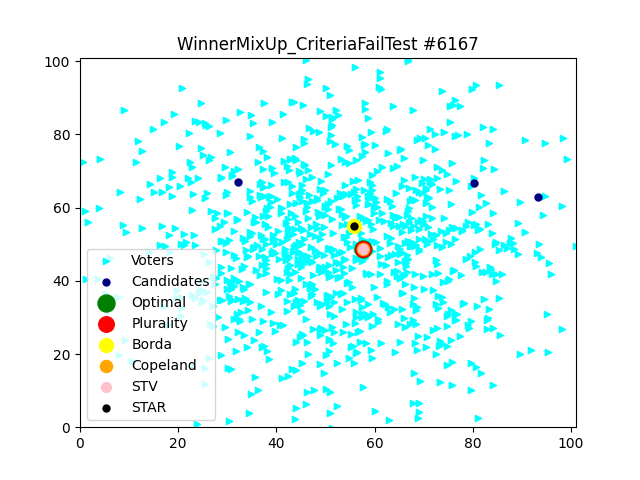 WinnerMixUp_CriteriaFailTest #6167
100
80
60
40
20
0
Voters
Candidates
Optimal
Plurality
Borda
Copeland
STV
STAR
0 20 40 60 80 100